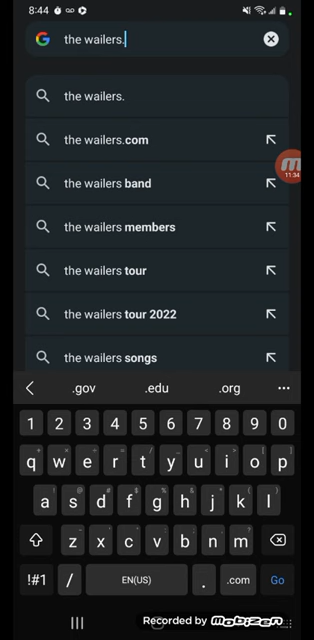 8:44
the wailers.
the wailers.
the wailers.com
the wailers band
11:34
the wailers members
the wailers tour
the wailers tour 2022
the wailers songs
.gov .edu .org
1 2 3 4 5 6 7 8 9 0
q w e r t y u i o p
a s d f g h j k l
z x c v b n m
!#1 / EN(US) . .com Go
Recorded by MOBIZEN